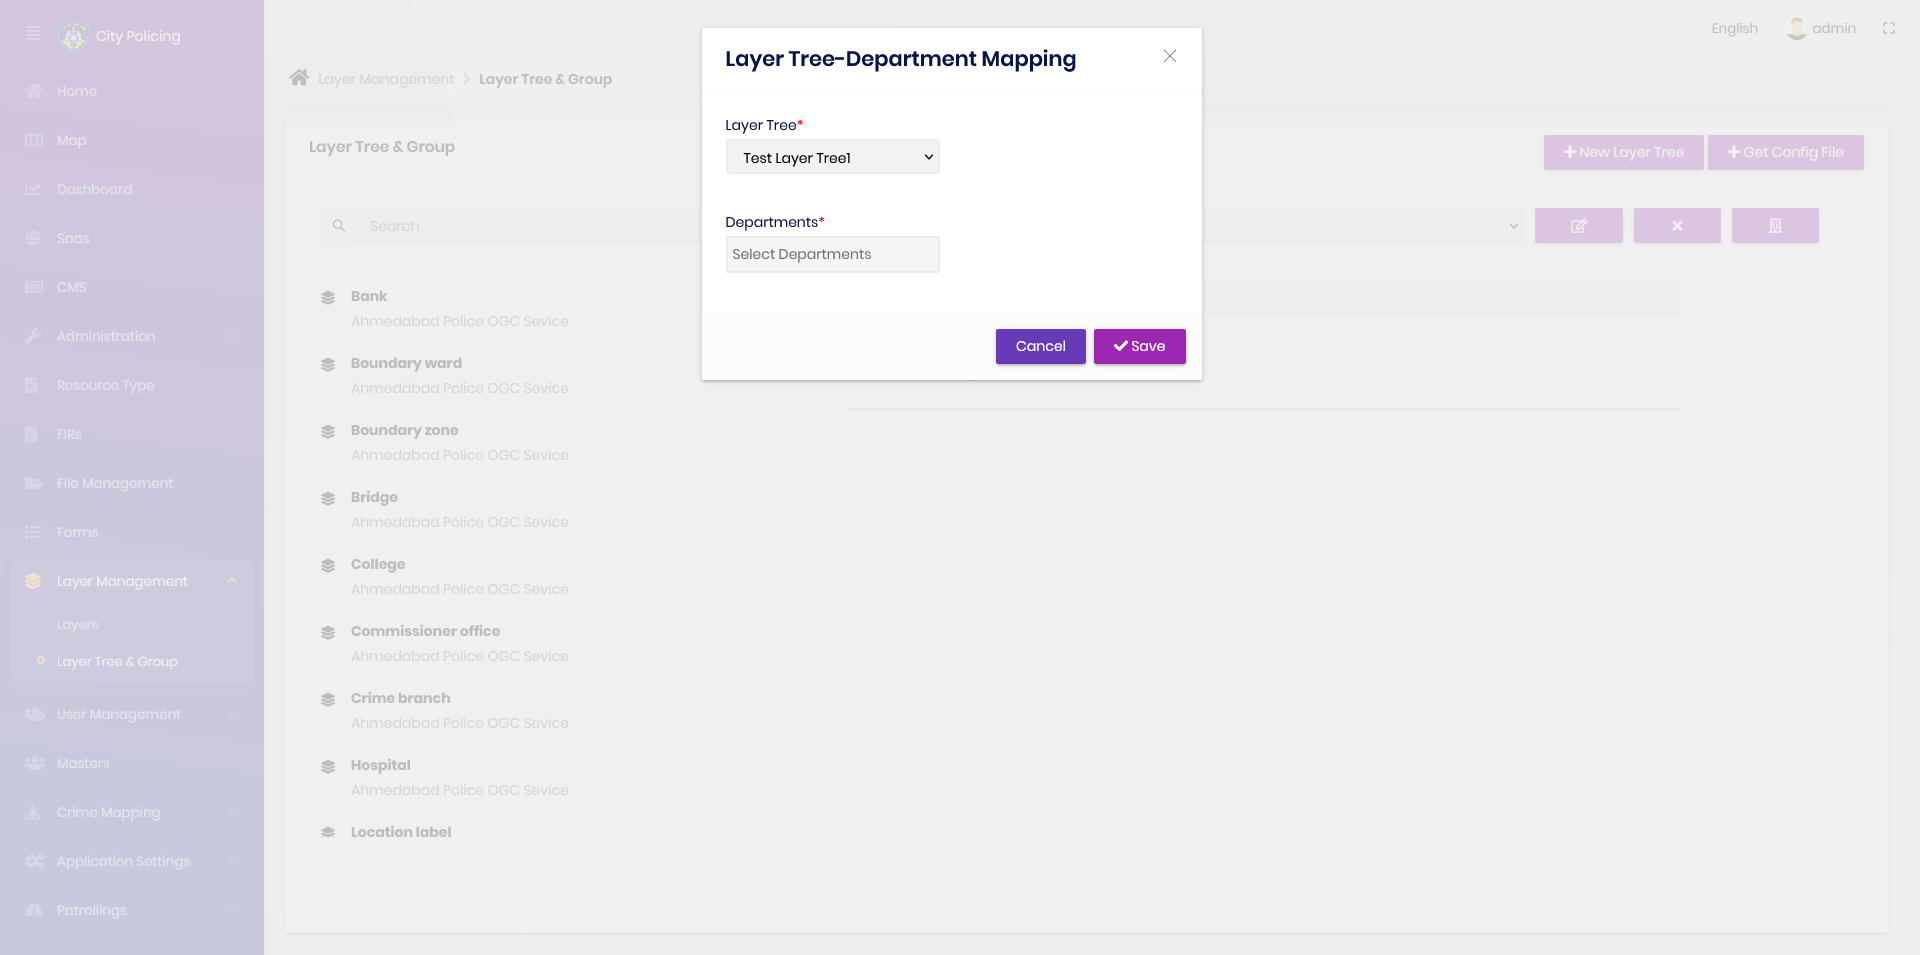 City Policing
Home
Map
Dashboard
Saas
CMS
Administration
Resource Type
FIRs
File Management
Forms
Layer Management
Layers
Layer Tree & Group
User Management
Masters
Crime Mapping
Application Settings
Patrollings
English
admin
Layer Management
Layer Tree & Group
Layer Tree & Group
New Layer Tree
Get Config File
Search
Bank
Ahmedabad Police OGC Sevice
Boundary ward
Ahmedabad Police OGC Sevice
Boundary zone
Ahmedabad Police OGC Sevice
Bridge
Ahmedabad Police OGC Sevice
College
Ahmedabad Police OGC Sevice
Commissioner office
Ahmedabad Police OGC Sevice
Crime branch
Ahmedabad Police OGC Sevice
Hospital
Ahmedabad Police OGC Sevice
Location label
Layer Tree-Department Mapping
Layer Tree*
Test Layer Tree1
Departments*
Select Departments
Cancel
Save